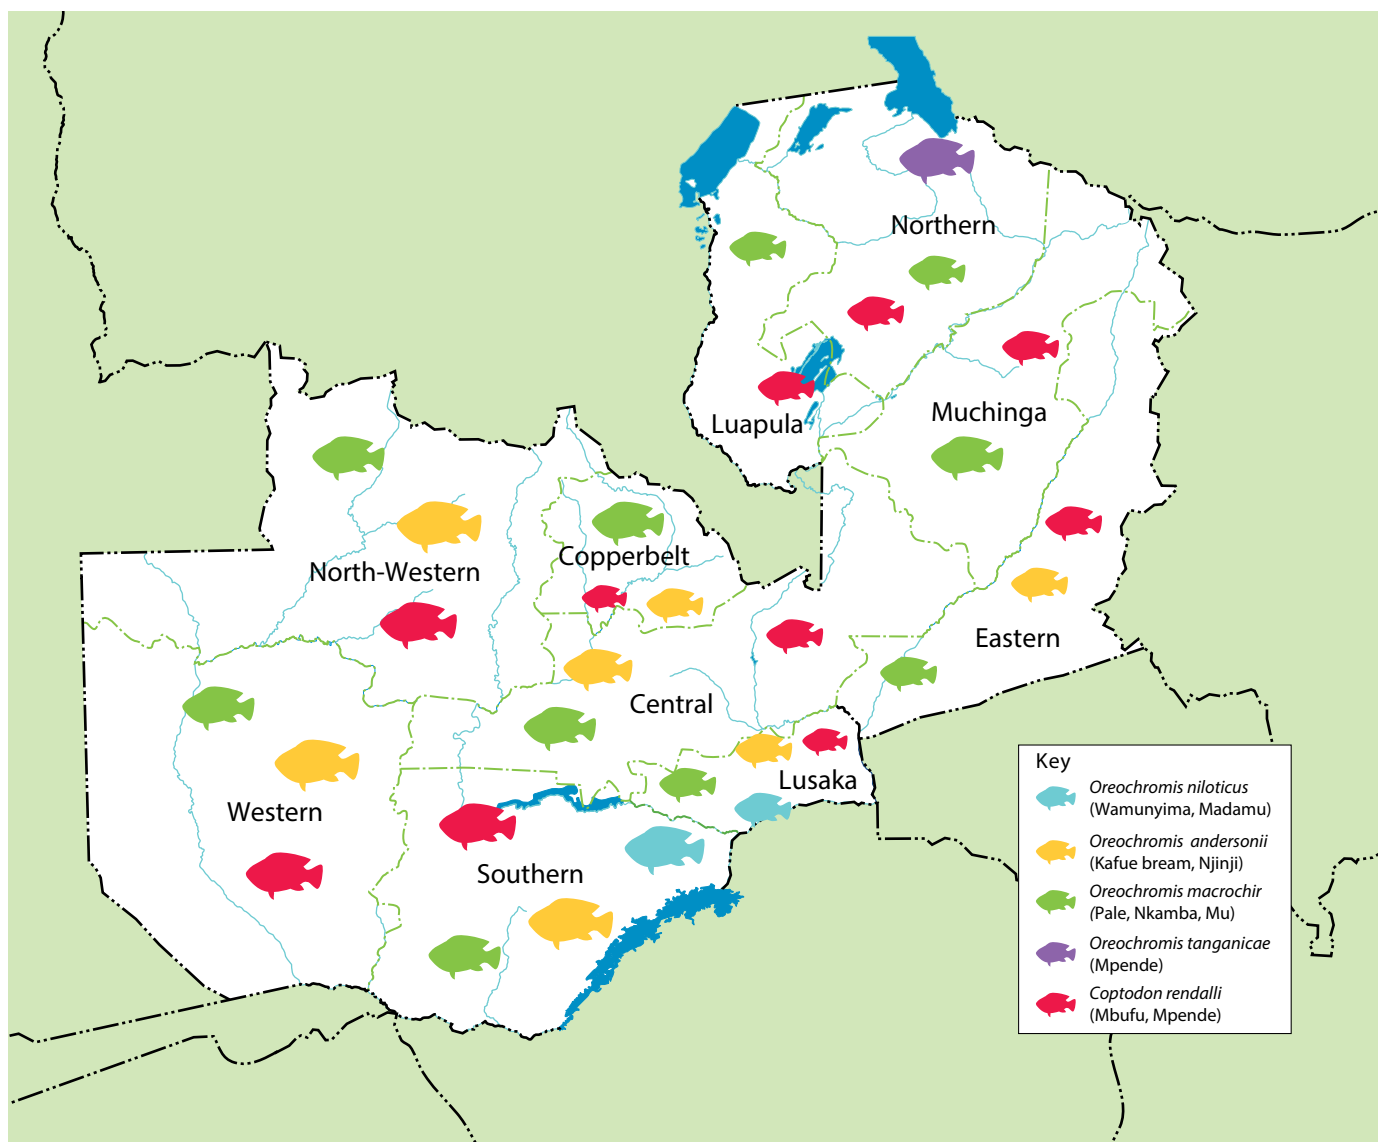 Northern
Luapula
Muchinga
Copperbelt
North-Western
Eastern
Central
Lusaka
Western
Southern
Key
Oreochromis niloticus
(Wamunyima, Madamu)
Oreochromis andersonii
(Kafue bream, Njinji)
Oreochromis macrochir
(Pale, Nkamba, Mu)
Oreochromis tanganicae
(Mpende)
Coptodon rendalli
(Mbufu, Mpende)